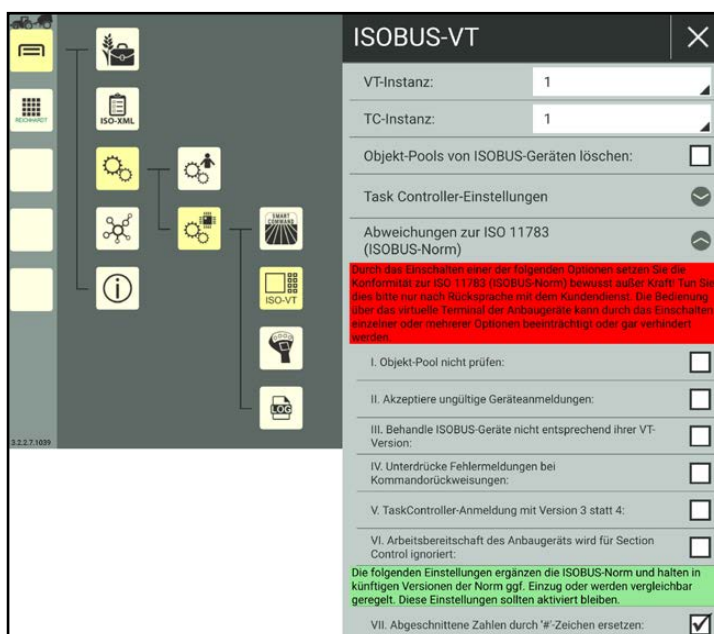 ISOBUS-VT
VT-Instanz: 1
TC-Instanz: 1
Objekt-Pools von ISOBUS-Geräten löschen:
Task Controller-Einstellungen
Abweichungen zur ISO 11783
(ISOBUS-Norm)
Durch das Einschalten einer der folgenden Optionen setzen Sie die
Konformität zur ISO 11783 (ISOBUS-Norm) bewusst außer Kraft! Tun Sie
dies bitte nur nach Rücksprache mit dem Kundendienst. Die Bedienung
über das virtuelle Terminal der Anbaugeräte kann durch das Einschalten
einzelner oder mehrerer Optionen beeinträchtigt oder gar verhindert
werden.
I. Objekt-Pool nicht prüfen:
II. Akzeptiere ungültige Geräteanmeldungen:
III. Behandle ISOBUS-Geräte nicht entsprechend ihrer VT-
Version:
IV. Unterdrücke Fehlermeldungen bei
Kommandorückweisungen:
V. TaskController-Anmeldung mit Version 3 statt 4:
VI. Arbeitsbereitschaft des Anbaugeräts wird für Section
Control ignoriert:
Die folgenden Einstellungen ergänzen die ISOBUS-Norm und halten in
künftigen Versionen der Norm ggf. Einzug oder werden vergleichbar
geregelt. Diese Einstellungen sollten aktiviert bleiben.
VII. Abgeschnittene Zahlen durch '#'-Zeichen ersetzen:
REICHHARDT
ISO-XML
SMART
COMMAND
ISO-VT
LOG
3.2.2.7.1039